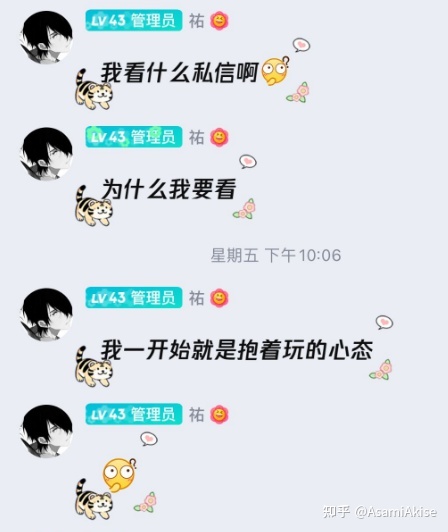 LV43 管理员 祐
我看什么私信啊
LV43 管理员 祐
为什么我要看
星期五 下午10:06
LV43 管理员 祐
我一开始就是抱着玩的心态
LV43 管理员 祐
知乎 @AsamiAkise